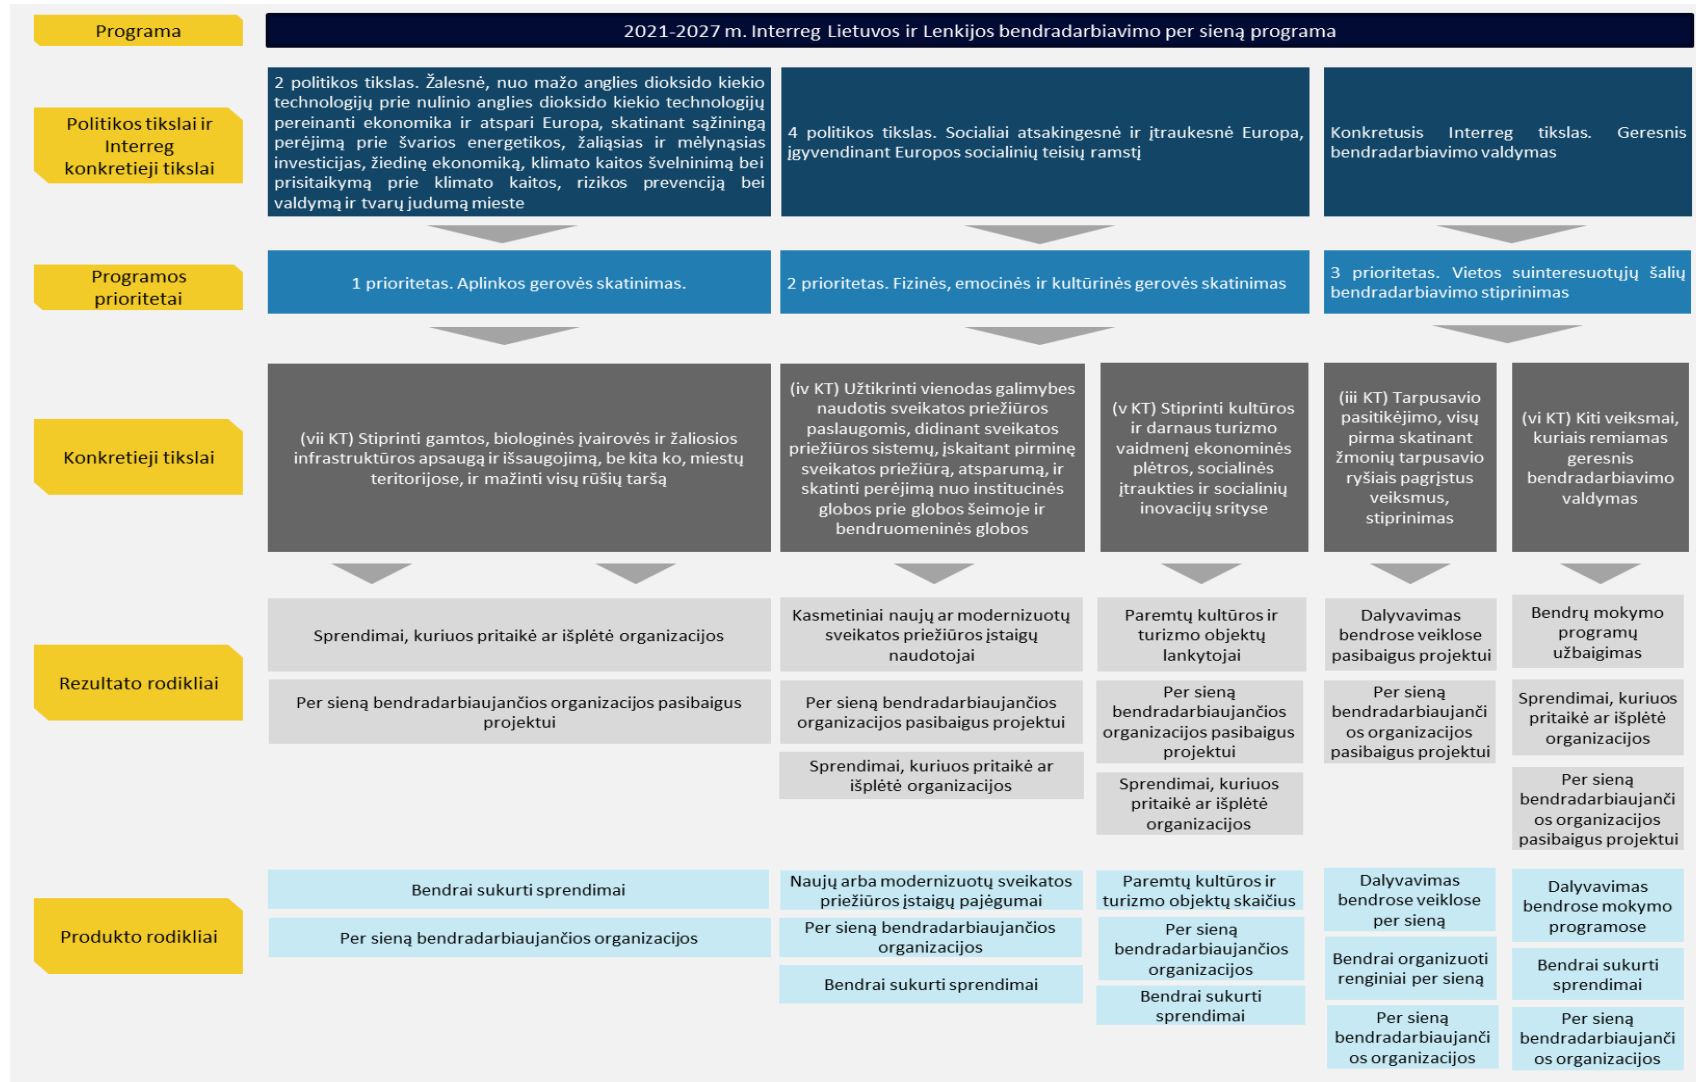 Programa
2021-2027 m. Interreg Lietuvos ir Lenkijos bendradarbiavimo per sieną programa
Politikos tikslai ir
Interreg
konkretieji tikslai
2 politikos tikslas. Žalesnė, nuo mažo anglies dioksido kiekio
technologijų prie nulinio anglies dioksido kiekio technologijų
pereinanti ekonomika ir atspari Europa, skatinant sąžiningą
perėjimą prie švarios energetikos, žaliąsias ir mėlynąsias
investicijas, žiedinę ekonomiką, klimato kaitos švelninimą bei
prisitaikymą prie klimato kaitos, rizikos prevenciją bei
valdymą ir tvarų judumą mieste
4 politikos tikslas. Socialiai atsakingesnė ir įtraukesnė Europa,
įgyvendinant Europos socialinių teisių ramstį
Konkretusis Interreg tikslas. Geresnis
bendradarbiavimo valdymas
Programos
prioritetai
1 prioritetas. Aplinkos gerovės skatinimas.
2 prioritetas. Fizinės, emocinės ir kultūrinės gerovės skatinimas
3 prioritetas. Vietos suinteresuotųjų šalių
bendradarbiavimo stiprinimas
Konkretieji tikslai
(vii KT) Stiprinti gamtos, biologinės įvairovės ir žaliosios
infrastruktūros apsaugą ir išsaugojimą, be kita ko, miestų
teritorijose, ir mažinti visų rūšių taršą
(iv KT) Užtikrinti vienodas galimybes
naudotis sveikatos priežiūros
paslaugomis, didinant sveikatos
priežiūros sistemų, įskaitant pirminę
sveikatos priežiūrą, atsparumą, ir
skatinti perėjimą nuo institucinės
globos prie globos šeimoje ir
bendruomeninės globos
(v KT) Stiprinti kultūros
ir darnaus turizmo
vaidmenį ekonominės
plėtros, socialinės
įtraukties ir socialinių
inovacijų srityse
(iii KT) Tarpusavio
pasitikėjimo, visų
pirma skatinant
žmonių tarpusavio
ryšiais pagrįstus
veiksmus,
stiprinimas
(vi KT) Kiti veiksmai,
kuriais remiamas
geresnis
bendradarbiavimo
valdymas
Rezultato rodikliai
Sprendimai, kuriuos pritaikė ar išplėtė organizacijos
Per sieną bendradarbiaujančios organizacijos pasibaigus
projektui
Kasmetiniai naujų ar modernizuotų
sveikatos priežiūros įstaigų
naudotojai
Per sieną bendradarbiaujančios
organizacijos pasibaigus projektui
Sprendimai, kuriuos pritaikė ar
išplėtė organizacijos
Paremtų kultūros ir
turizmo objektų
lankytojai
Per sieną
bendradarbiaujančios
organizacijos pasibaigus
projektui
Sprendimai, kuriuos
pritaikė ar išplėtė
organizacijos
Dalyvavimas
bendrose veiklose
pasibaigus projektui
Per sieną
bendradarbiaujanči
os organizacijos
pasibaigus projektui
Bendrų mokymo
programų
užbaigimas
Sprendimai, kuriuos
pritaikė ar išplėtė
organizacijos
Per sieną
bendradarbiaujanči
os organizacijos
pasibaigus projektui
Produkto rodikliai
Bendrai sukurti sprendimai
Per sieną bendradarbiaujančios organizacijos
Naujų arba modernizuotų sveikatos
priežiūros įstaigų pajėgumai
Per sieną bendradarbiaujančios
organizacijos
Bendrai sukurti sprendimai
Paremtų kultūros ir
turizmo objektų skaičius
Per sieną
bendradarbiaujančios
organizacijos
Bendrai sukurti
sprendimai
Dalyvavimas
bendrose veiklose
per sieną
Bendrai organizuoti
renginiai per sieną
Per sieną
bendradarbiaujanči
os organizacijos
Dalyvavimas
bendrose mokymo
programose
Bendrai sukurti
sprendimai
Per sieną
bendradarbiaujanči
os organizacijos